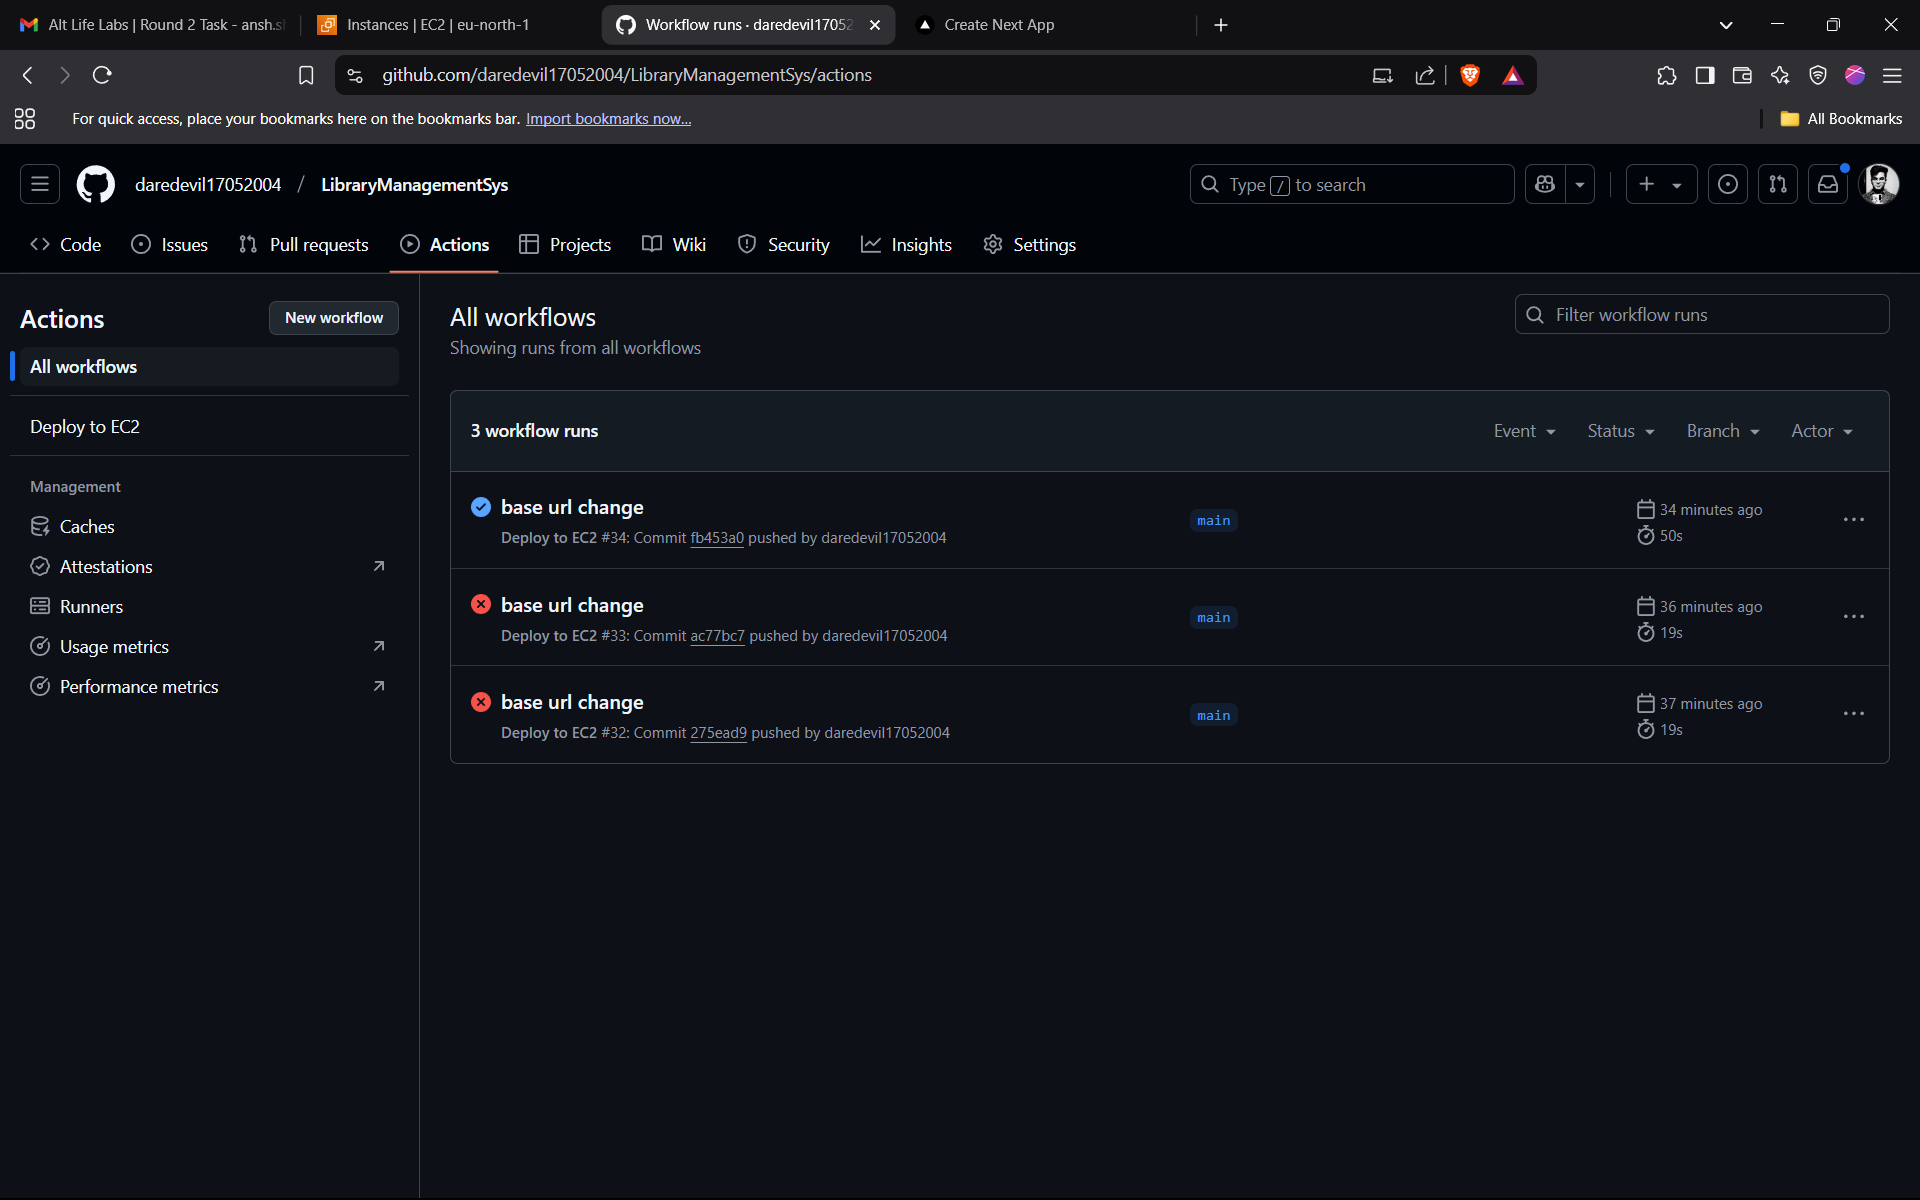 Alt Life Labs | Round 2 Task - ansh.s
Instances | EC2 | eu-north-1
Workflow runs · daredevil17052
Create Next App
github.com/daredevil17052004/LibraryManagementSys/actions
For quick access, place your bookmarks here on the bookmarks bar. Import bookmarks now...
All Bookmarks
daredevil17052004 / LibraryManagementSys
Type / to search
Code
Issues
Pull requests
Actions
Projects
Wiki
Security
Insights
Settings
Actions
New workflow
All workflows
Deploy to EC2
Management
Caches
Attestations
Runners
Usage metrics
Performance metrics
All workflows
Showing runs from all workflows
Filter workflow runs
3 workflow runs
Event
Status
Branch
Actor
base url change
Deploy to EC2 #34: Commit fb453a0 pushed by daredevil17052004
main
34 minutes ago
50s
base url change
Deploy to EC2 #33: Commit ac77bc7 pushed by daredevil17052004
main
36 minutes ago
19s
base url change
Deploy to EC2 #32: Commit 275ead9 pushed by daredevil17052004
main
37 minutes ago
19s